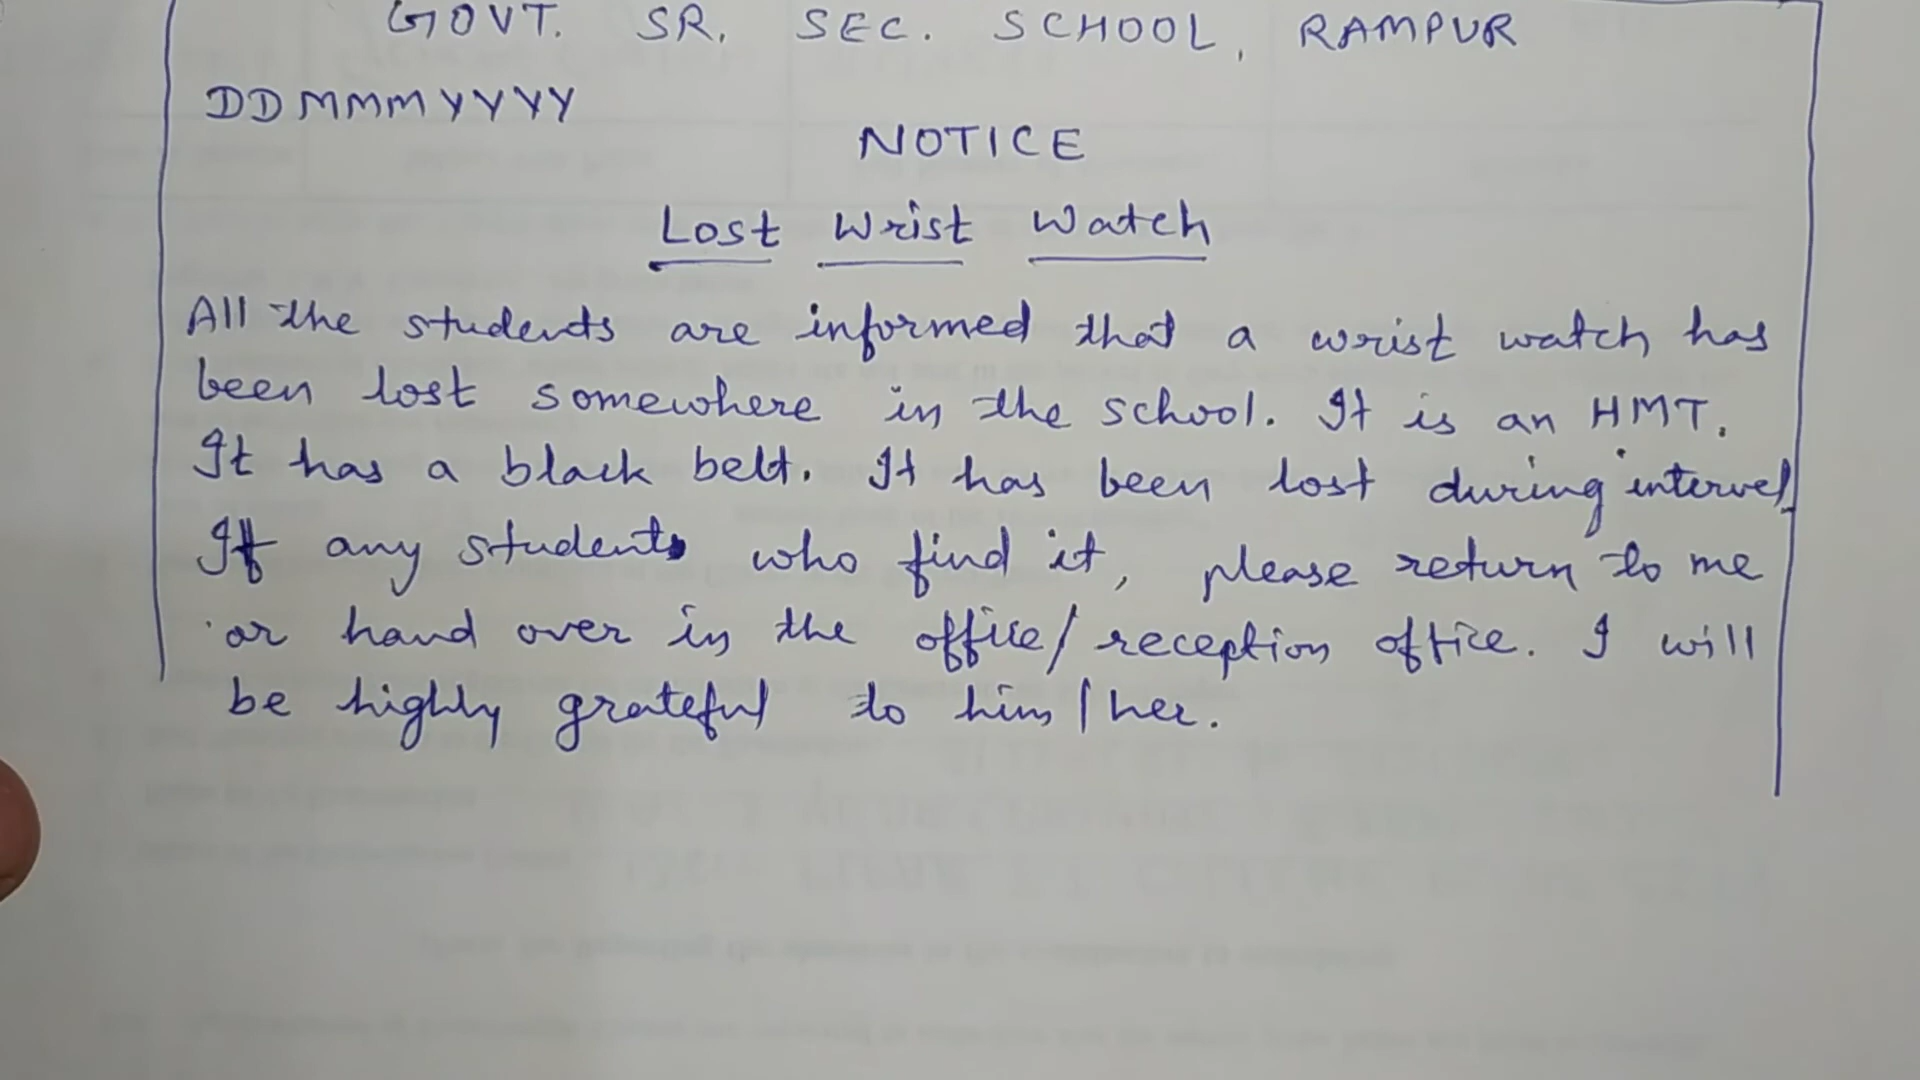 GOVT. SR. SEC. SCHOOL, RAMPUR
DD MMM YYYY
NOTICE
Lost Wrist Watch
All the students are informed that a wrist watch has
been lost somewhere in the school. It is an HMT.
It has a black belt. It has been lost during intervel.
If any student who find it, please return to me
or hand over in the office/reception office. I will
be highly grateful to him/her.